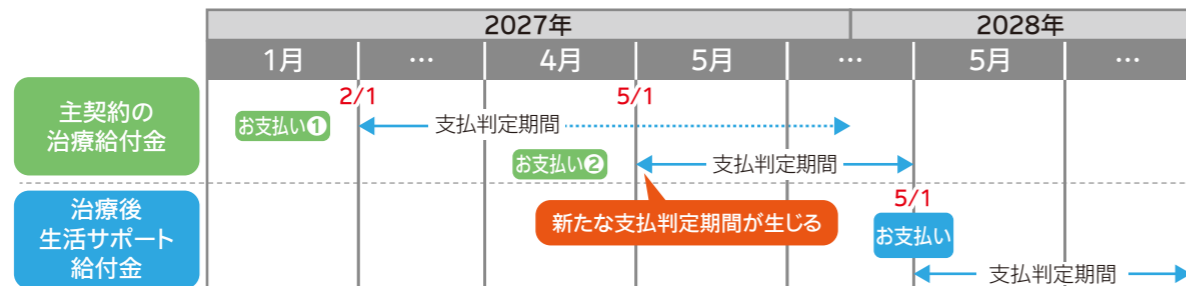 2027年 2028年
1月 … 4月 5月 … 5月 …
主契約の
治療給付金
2/1 5/1
お支払い❶ 支払判定期間
お支払い❷ 支払判定期間
治療後
生活サポート
給付金
5/1
新たな支払判定期間が生じる お支払い
支払判定期間